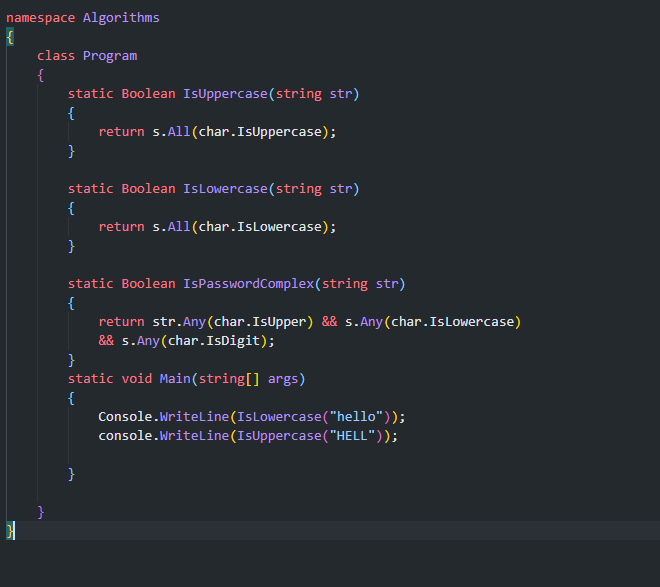 namespace Algorithms
{
    class Program
    {
        static Boolean IsUppercase(string str)
        {
            return s.All(char.IsUppercase);
        }

        static Boolean IsLowercase(string str)
        {
            return s.All(char.IsLowercase);
        }

        static Boolean IsPasswordComplex(string str)
        {
            return str.Any(char.IsUpper) && s.Any(char.IsLowercase)
            && s.Any(char.IsDigit);
        }
        static void Main(string[] args)
        {
            Console.WriteLine(IsLowercase("hello"));
            console.WriteLine(IsUppercase("HELL"));

        }

    }
}